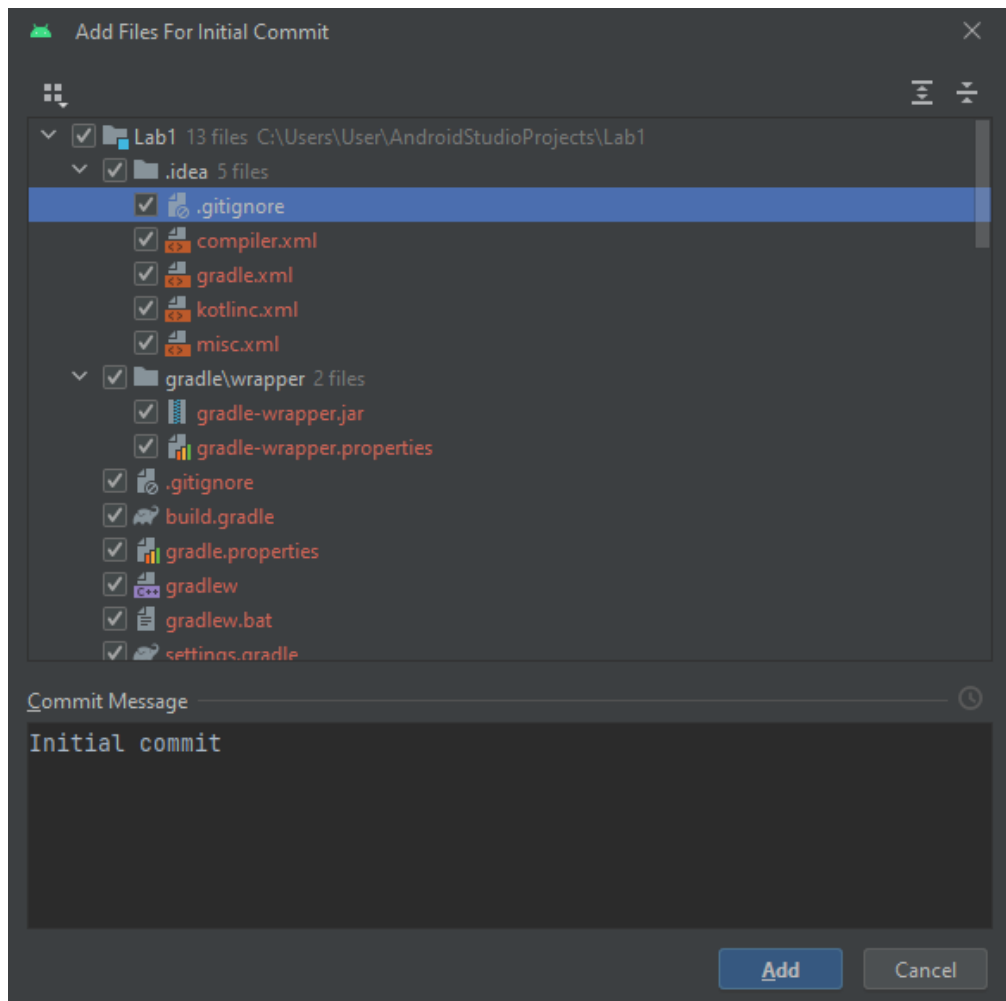 Add Files For Initial Commit
Lab1 13 files C:\Users\User\AndroidStudioProjects\Lab1
.idea 5 files
.gitignore
compiler.xml
gradle.xml
kotlinc.xml
misc.xml
gradle\wrapper 2 files
gradle-wrapper.jar
gradle-wrapper.properties
.gitignore
build.gradle
gradle.properties
C++ gradlew
gradlew.bat
settings.gradle
Commit Message
Initial commit
Add Cancel